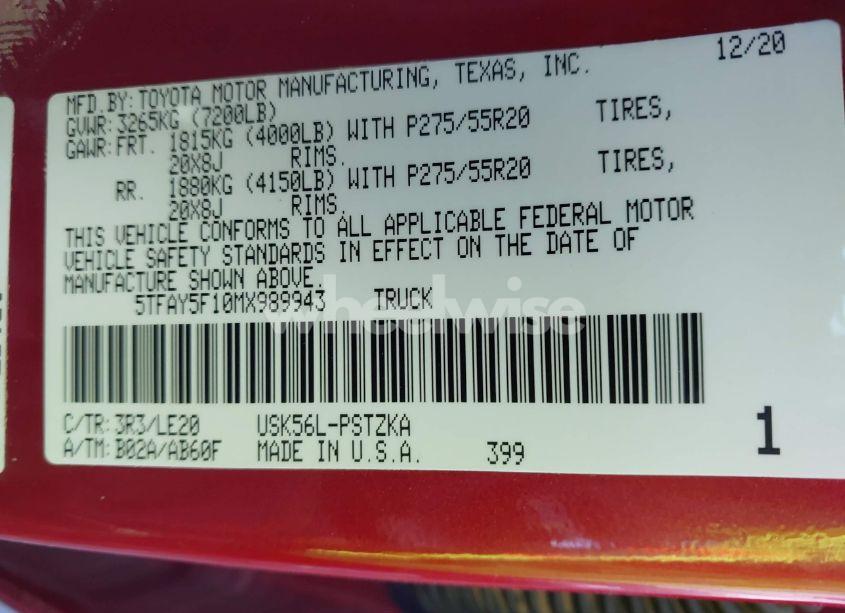 12/20
MFD.BY: TOYOTA MOTOR MANUFACTURING, TEXAS, INC.
GVWR: 3265KG (7200LB)
GAWR: FRT. 1815KG (4000LB) WITH P275/55R20 TIRES,
20X8J RIMS.
RR. 1880KG (4150LB) WITH P275/55R20 TIRES,
20X8J RIMS.
THIS VEHICLE CONFORMS TO ALL APPLICABLE FEDERAL MOTOR
VEHICLE SAFETY STANDARDS IN EFFECT ON THE DATE OF
MANUFACTURE SHOWN ABOVE.
5TFAY5F10MX989943 TRUCK
wheelwise
C/TR: 3R3/LE20 USK56L-PSTZKA
A/TM: B02A/AB60F MADE IN U.S.A. 399 1